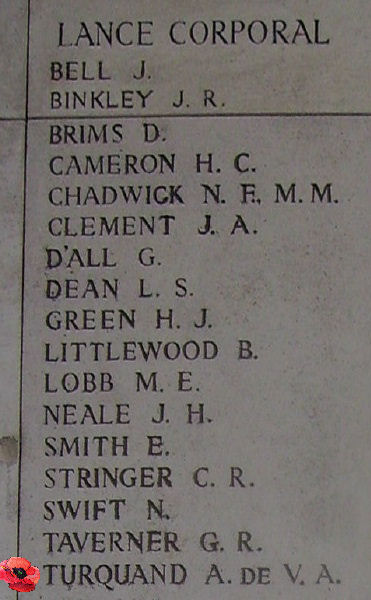 LANCE CORPORAL
BELL J.
BINKLEY J. R.
BRIMS D.
CAMERON H. C.
CHADWICK N. F., M. M.
CLEMENT J. A.
D'ALL G.
DEAN L. S.
GREEN H. J.
LITTLEWOOD B.
LOBB M. E.
NEALE J. H.
SMITH E.
STRINGER C. R.
SWIFT N.
TAVERNER G. R.
TURQUAND A. DE V. A.